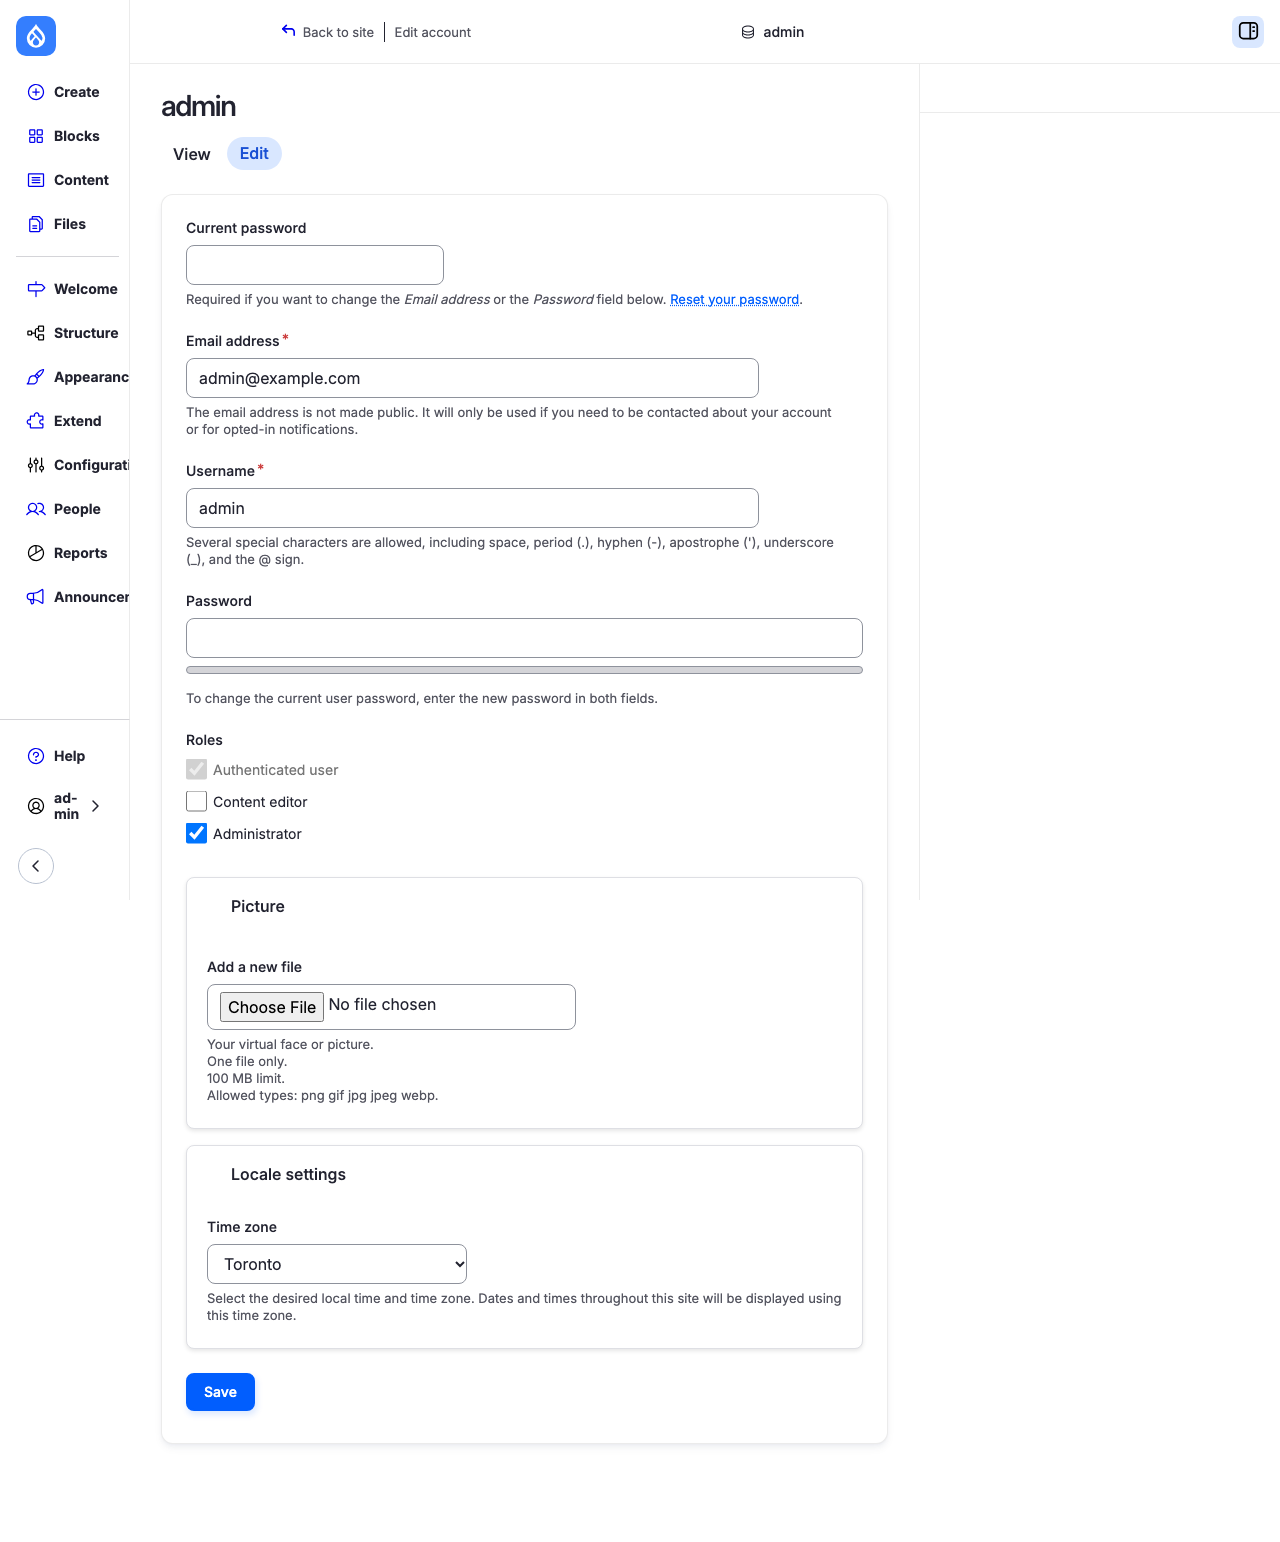 Back to site
Edit account
admin
Create
Blocks
Content
Files
Welcome
Structure
Appearanc
Extend
Configurati
People
Reports
Announcer
Help
ad-
min
admin
View
Edit
Current password
Required if you want to change the Email address or the Password field below. Reset your password.
Email address*
admin@example.com
The email address is not made public. It will only be used if you need to be contacted about your account
or for opted-in notifications.
Username*
admin
Several special characters are allowed, including space, period (.), hyphen (-), apostrophe ('), underscore
(_), and the @ sign.
Password
To change the current user password, enter the new password in both fields.
Roles
Authenticated user
Content editor
Administrator
Picture
Add a new file
Choose File No file chosen
Your virtual face or picture.
One file only.
100 MB limit.
Allowed types: png gif jpg jpeg webp.
Locale settings
Time zone
Toronto
Select the desired local time and time zone. Dates and times throughout this site will be displayed using
this time zone.
Save